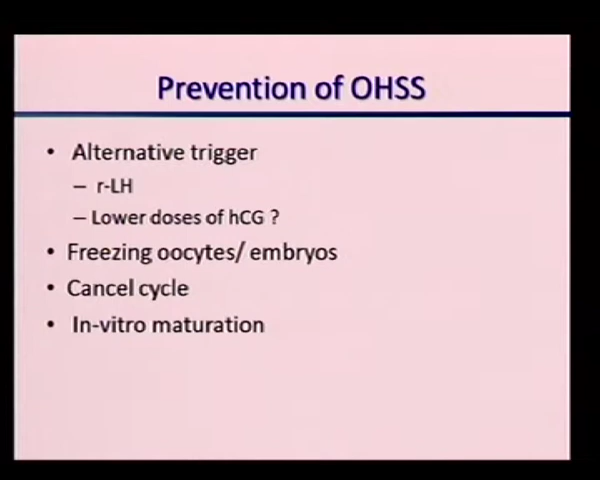 Prevention of OHSS
• Alternative trigger
– r-LH
– Lower doses of hCG ?
• Freezing oocytes/ embryos
• Cancel cycle
• In-vitro maturation